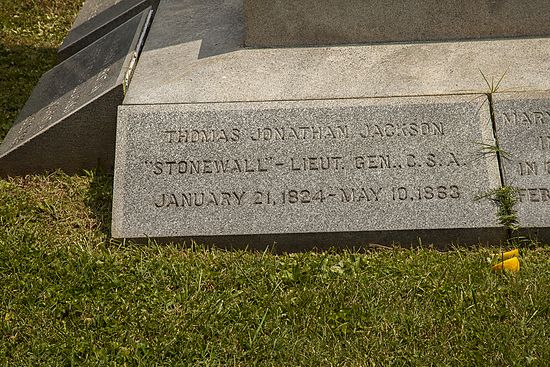 THOMAS JONATHAN JACKSON
"STONEWALL"-LIEUT. GEN., C. S. A.
JANUARY 21, 1824-MAY 10, 1863